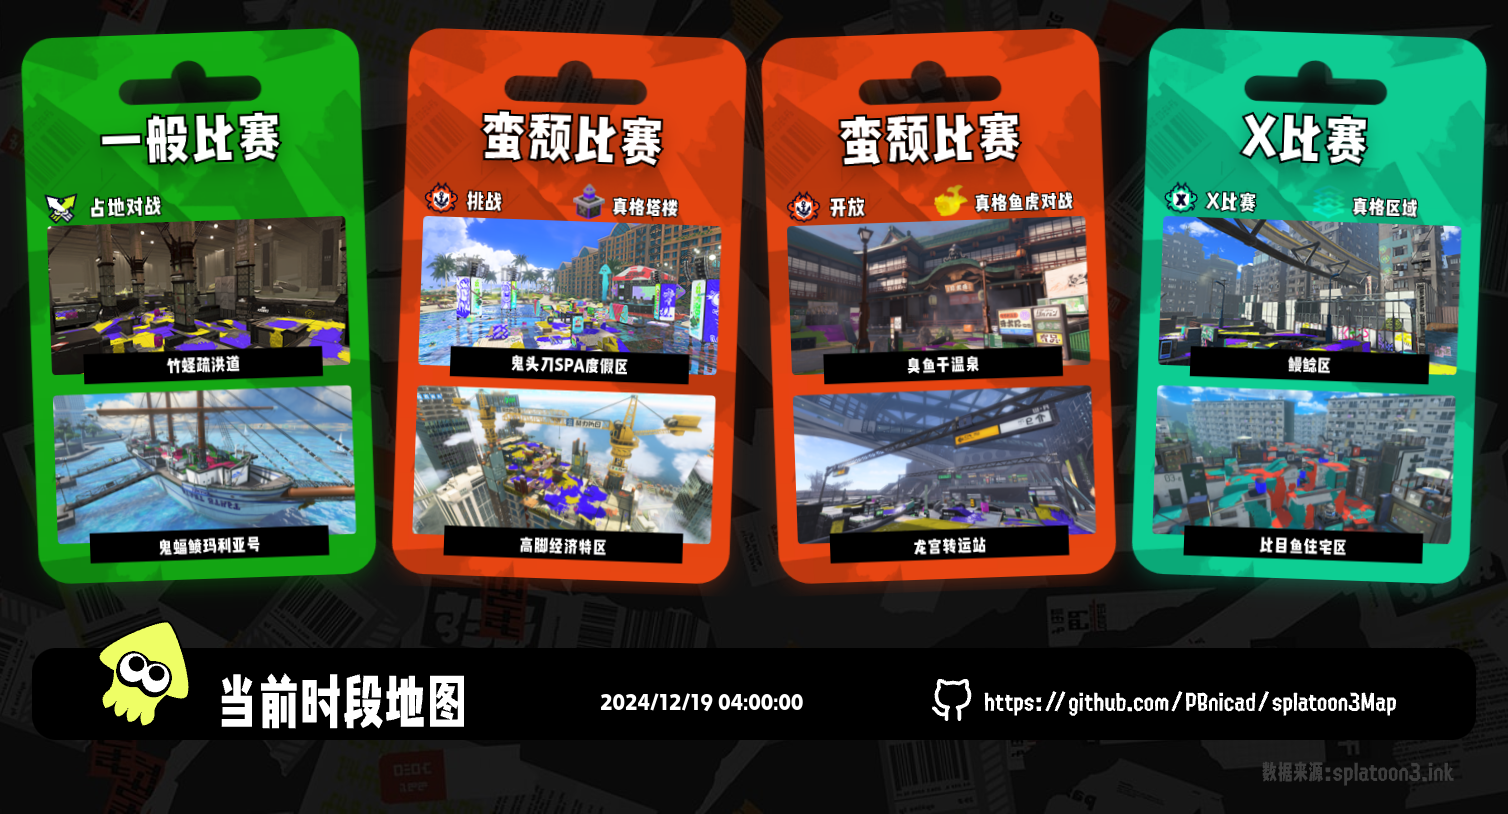 一般比赛
占地对战
竹蛏疏洪道
鬼蝠鲼玛利亚号
蛮颓比赛
挑战
真格塔楼
鬼头刀SPA度假区
高脚经济特区
蛮颓比赛
开放
真格鱼虎对战
臭鱼干温泉
龙宫转运站
X比赛
X比赛
真格区域
鳗鲶区
比目鱼住宅区
当前时段地图
2024/12/19 04:00:00
https://github.com/PBnicad/splatoon3Map
数据来源:splatoon3.ink